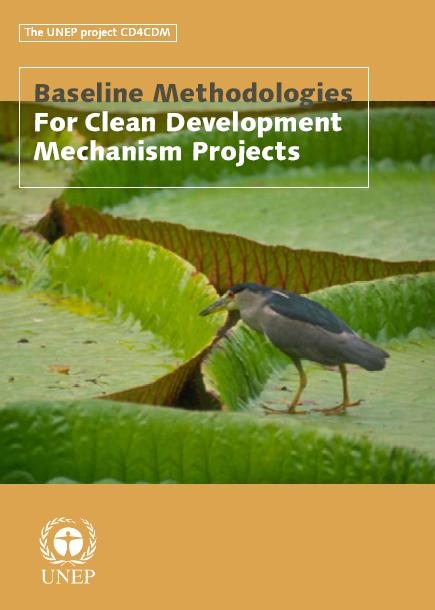 The UNEP project CD4CDM
Baseline Methodologies
For Clean Development
Mechanism Projects
UNEP